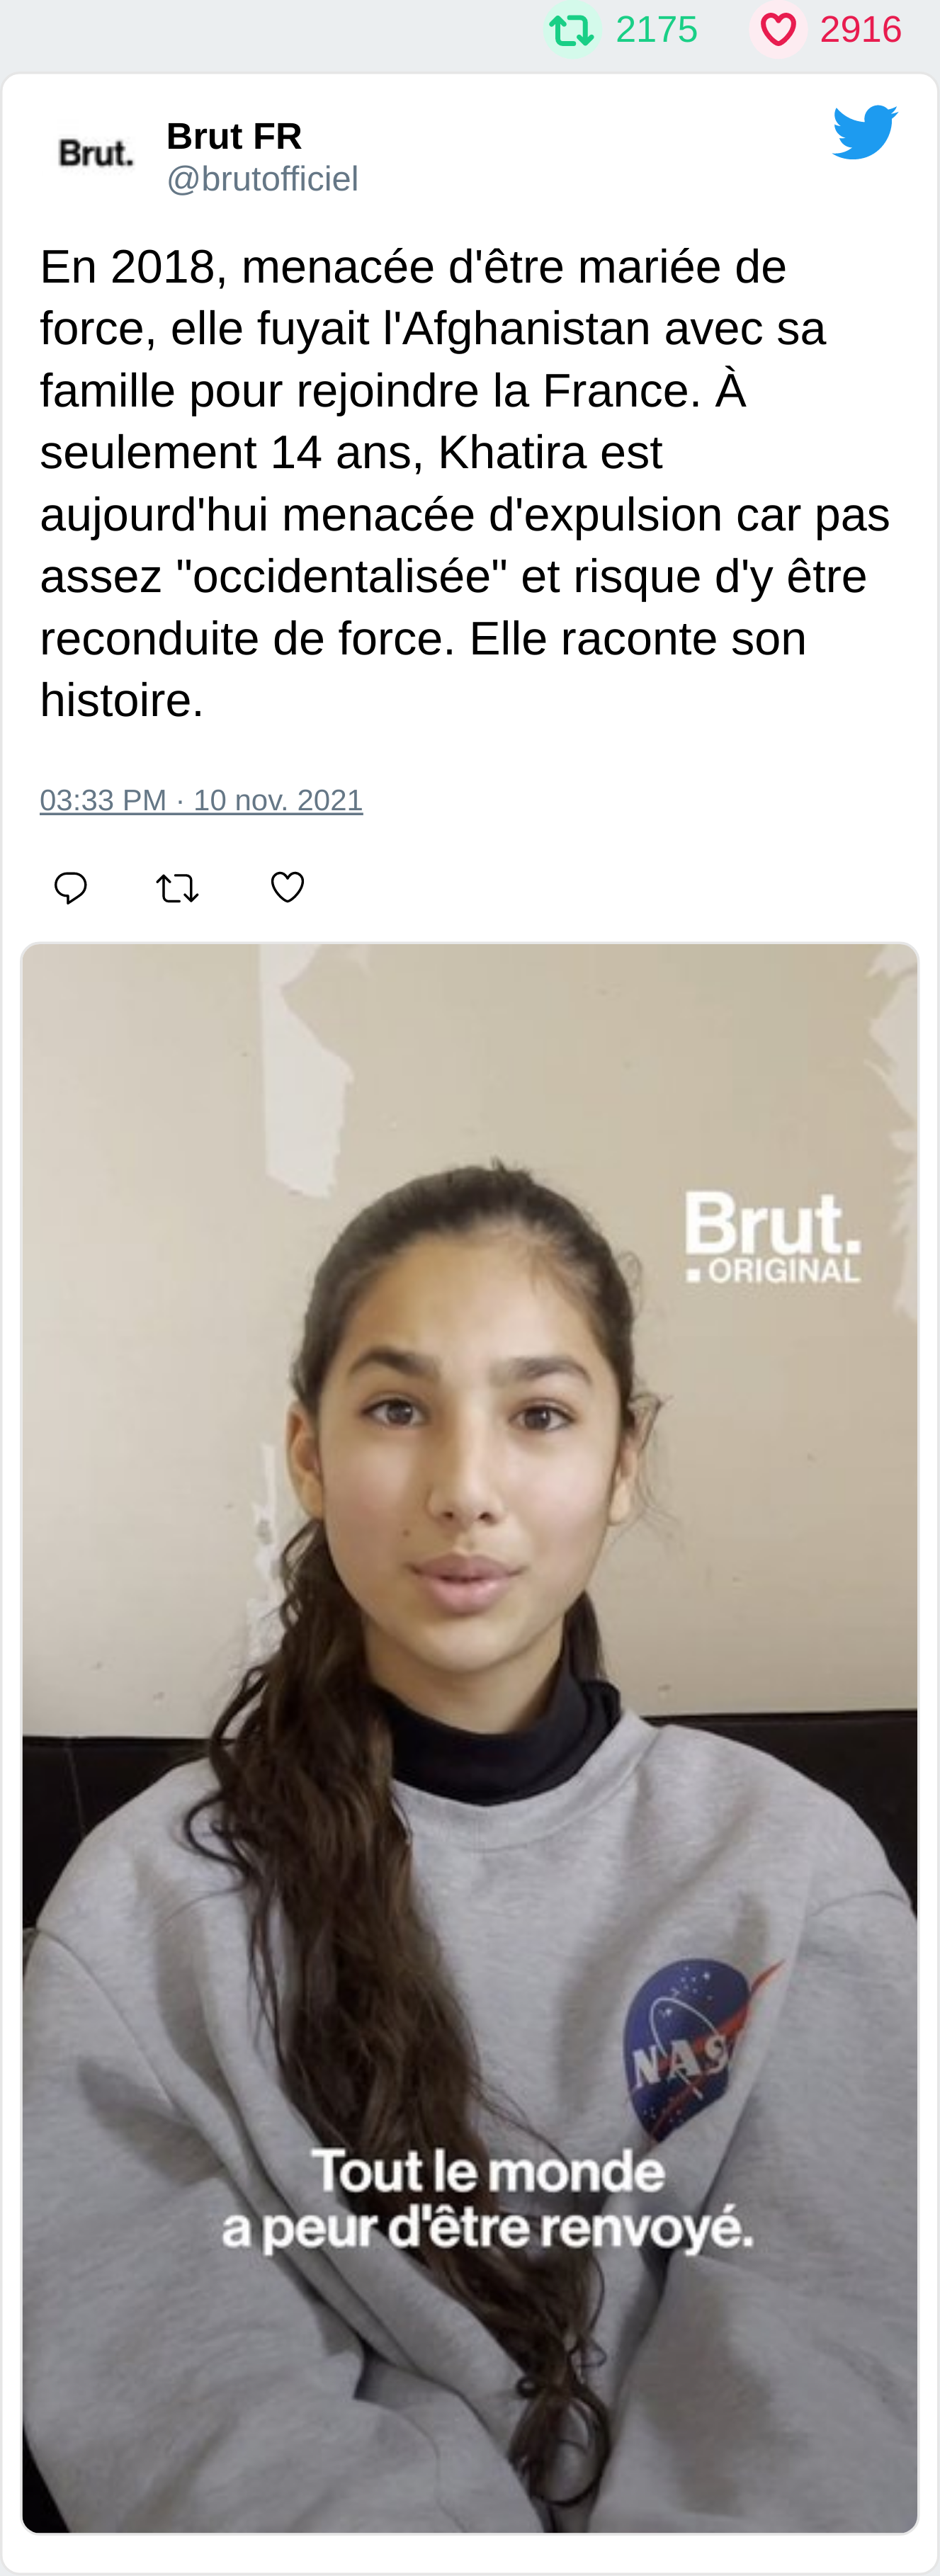 2175 2916
Brut.
Brut FR
@brutofficiel
En 2018, menacée d'être mariée de
force, elle fuyait l'Afghanistan avec sa
famille pour rejoindre la France. À
seulement 14 ans, Khatira est
aujourd'hui menacée d'expulsion car pas
assez "occidentalisée" et risque d'y être
reconduite de force. Elle raconte son
histoire.
03:33 PM · 10 nov. 2021
Brut.
ORIGINAL
NASA
Tout le monde
a peur d'être renvoyé.